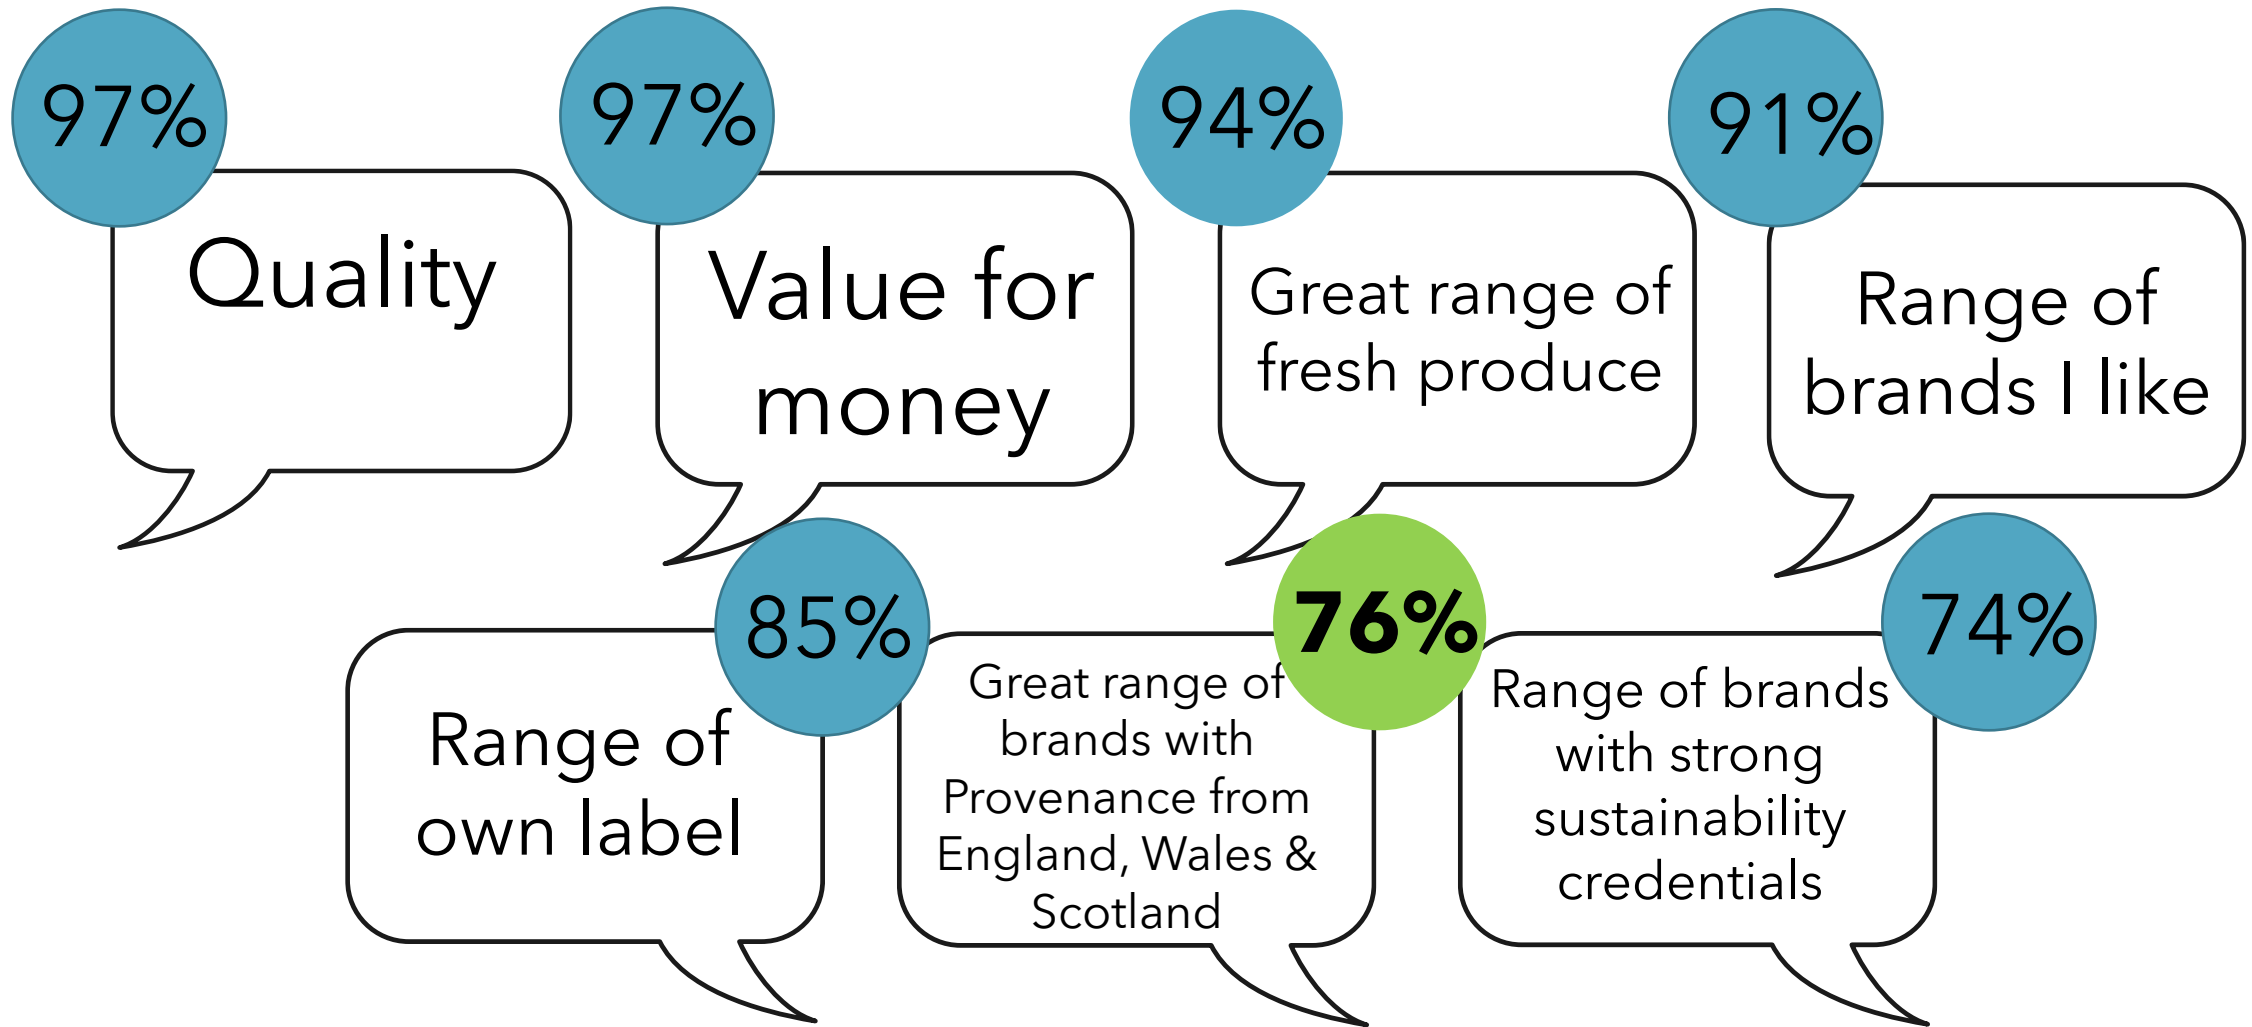 97%
Quality
97%
Value for
money
94%
Great range of
fresh produce
91%
Range of
brands I like
85%
Range of
own label
76%
Great range of
brands with
Provenance from
England, Wales &
Scotland
74%
Range of brands
with strong
sustainability
credentials